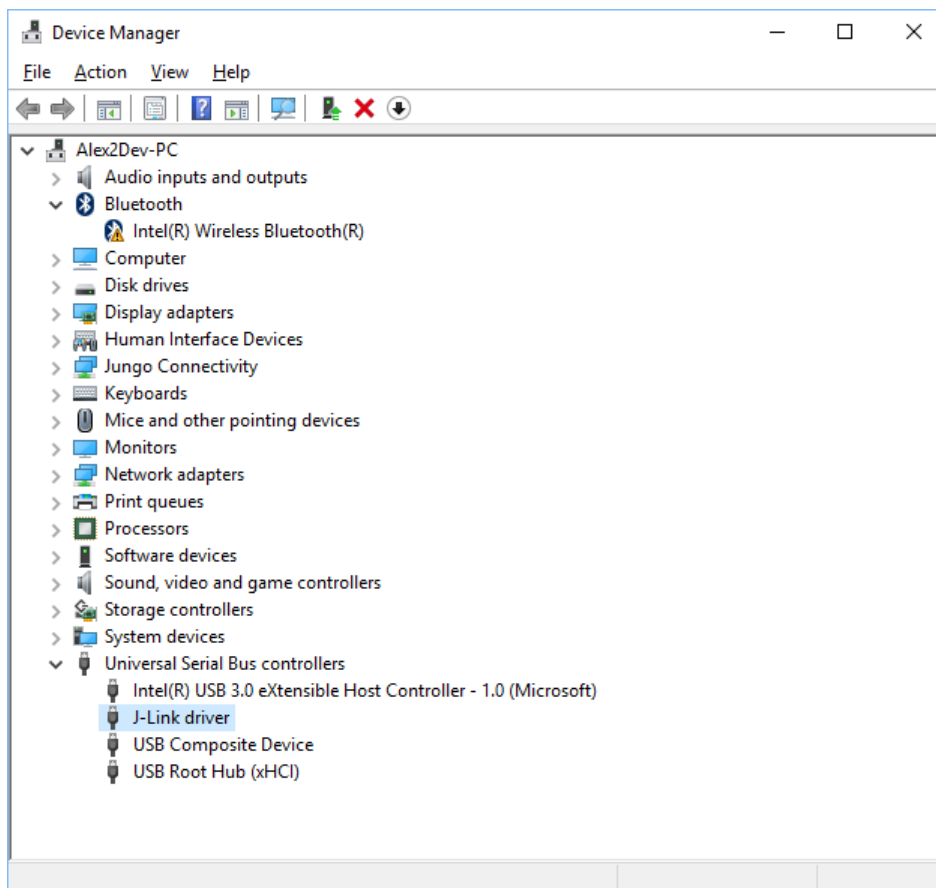 Device Manager
File Action View Help
Alex2Dev-PC
Audio inputs and outputs
Bluetooth
Intel(R) Wireless Bluetooth(R)
Computer
Disk drives
Display adapters
Human Interface Devices
Jungo Connectivity
Keyboards
Mice and other pointing devices
Monitors
Network adapters
Print queues
Processors
Software devices
Sound, video and game controllers
Storage controllers
System devices
Universal Serial Bus controllers
Intel(R) USB 3.0 eXtensible Host Controller - 1.0 (Microsoft)
J-Link driver
USB Composite Device
USB Root Hub (xHCI)